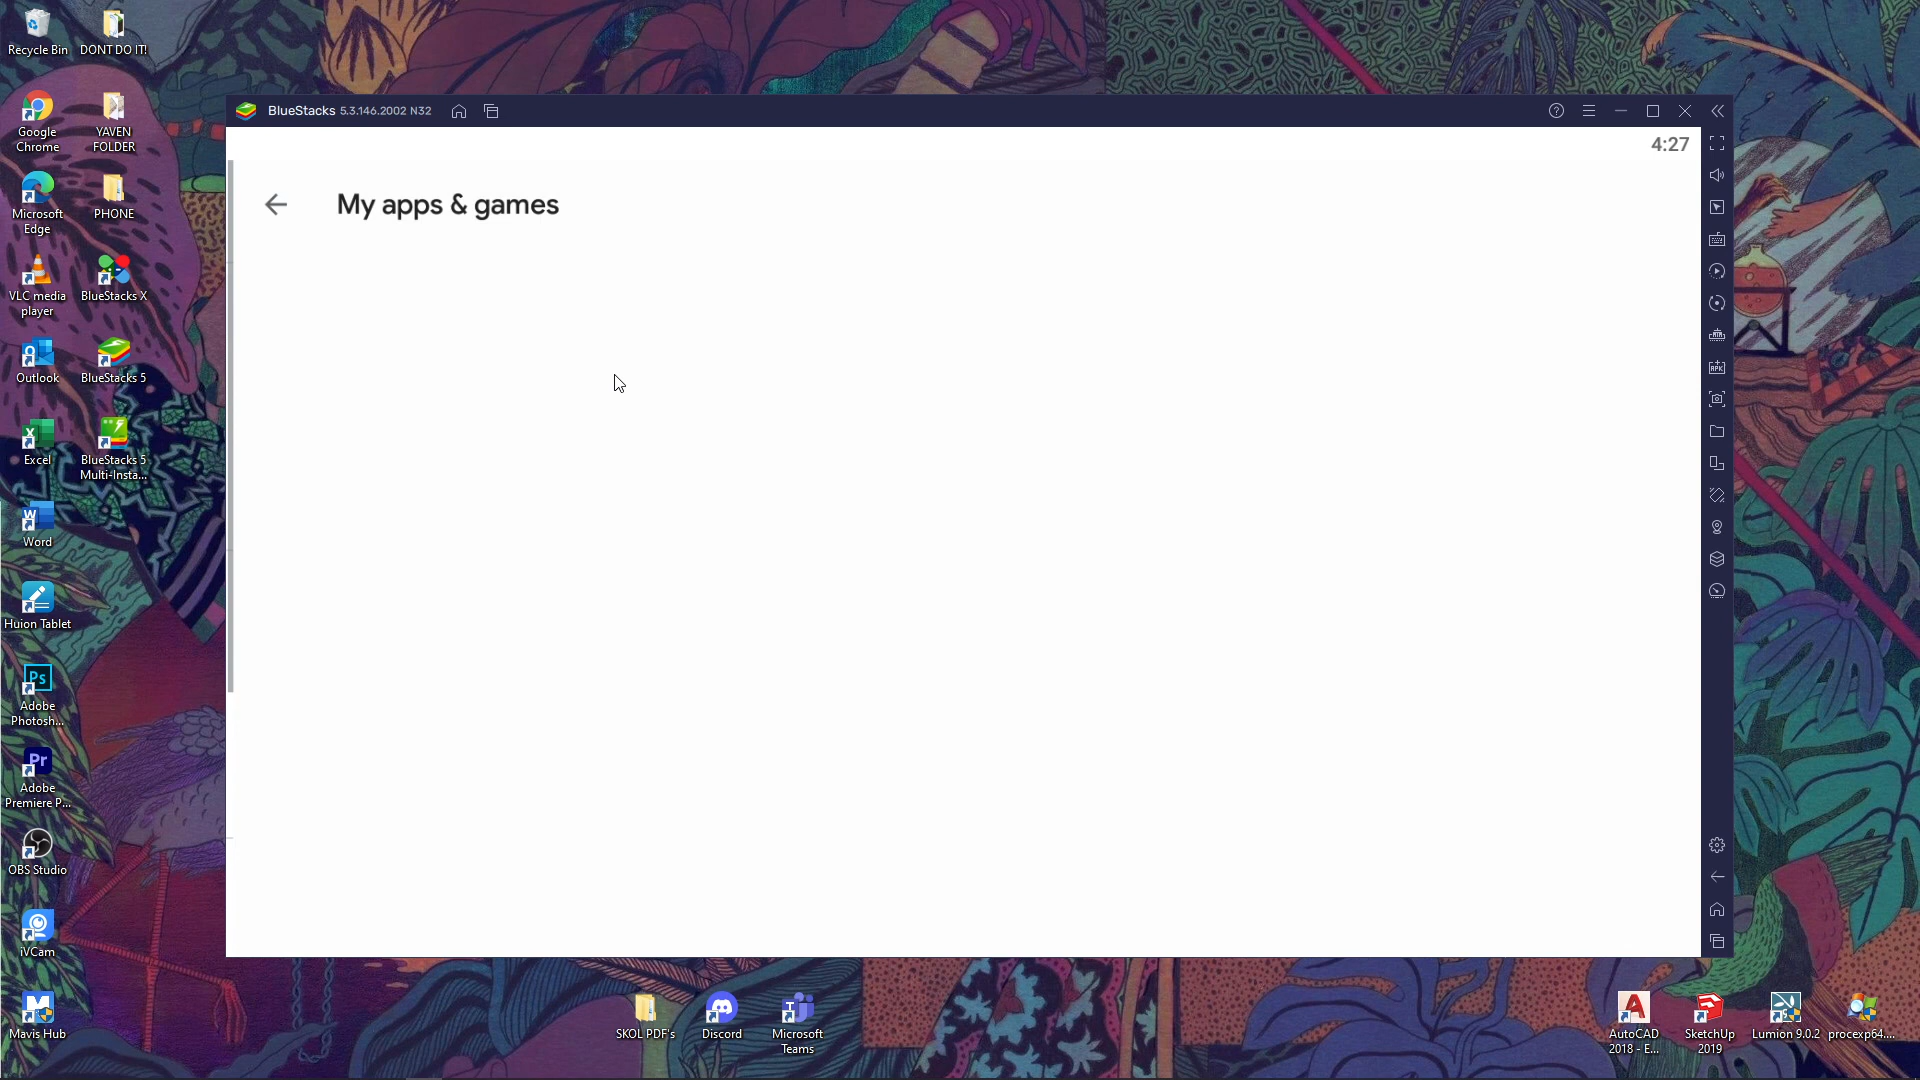 Recycle Bin
DONT DO IT!
Google
Chrome
YAVEN
FOLDER
Microsoft
Edge
PHONE
VLC media
player
BlueStacks X
Outlook
BlueStacks 5
Excel
BlueStacks 5
Multi-Insta...
Word
Huion Tablet
Ps
Adobe
Photosh...
Pr
Adobe
Premiere P...
OBS Studio
iVCam
Mavis Hub
BlueStacks 5.3.146.2002 N32
4:27
My apps & games
APK
SKOL PDF's
Discord
Microsoft
Teams
AutoCAD
2018 - E...
SketchUp
2019
Lumion 9.0.2
procexp64....